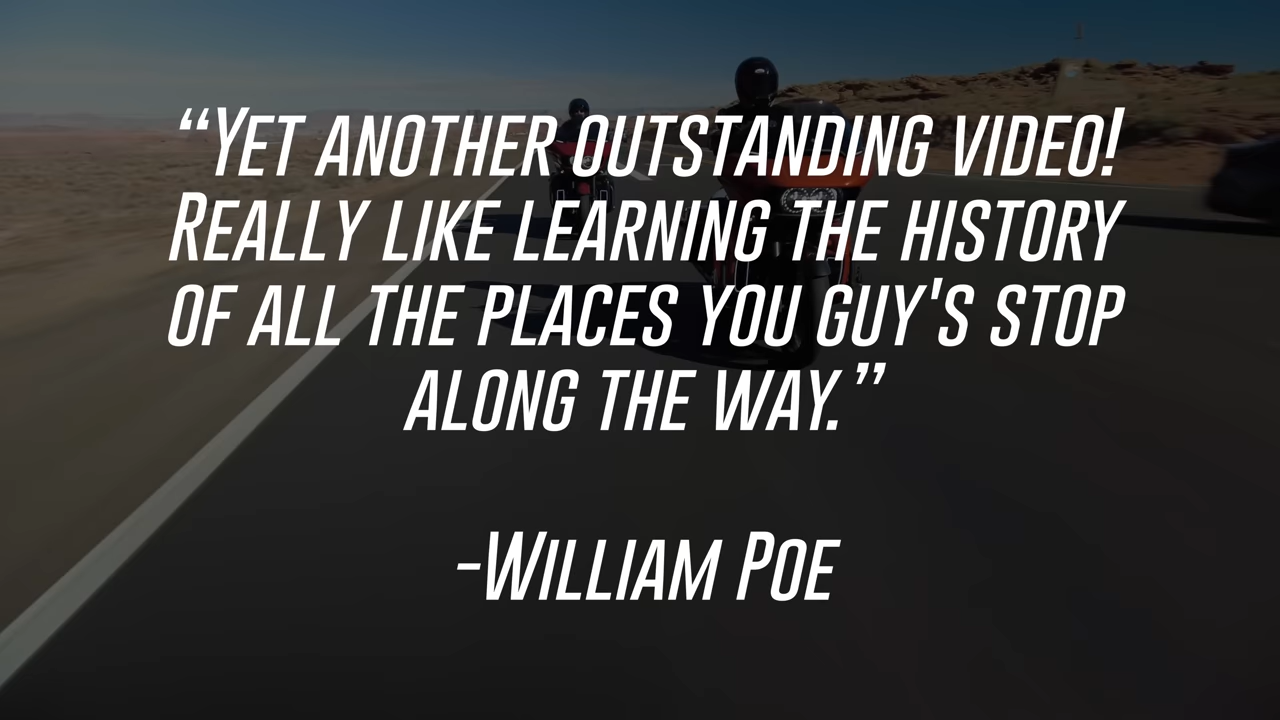 “Yet another outstanding video!
Really like learning the history
of all the places you guy's stop
along the way.”
-William Poe